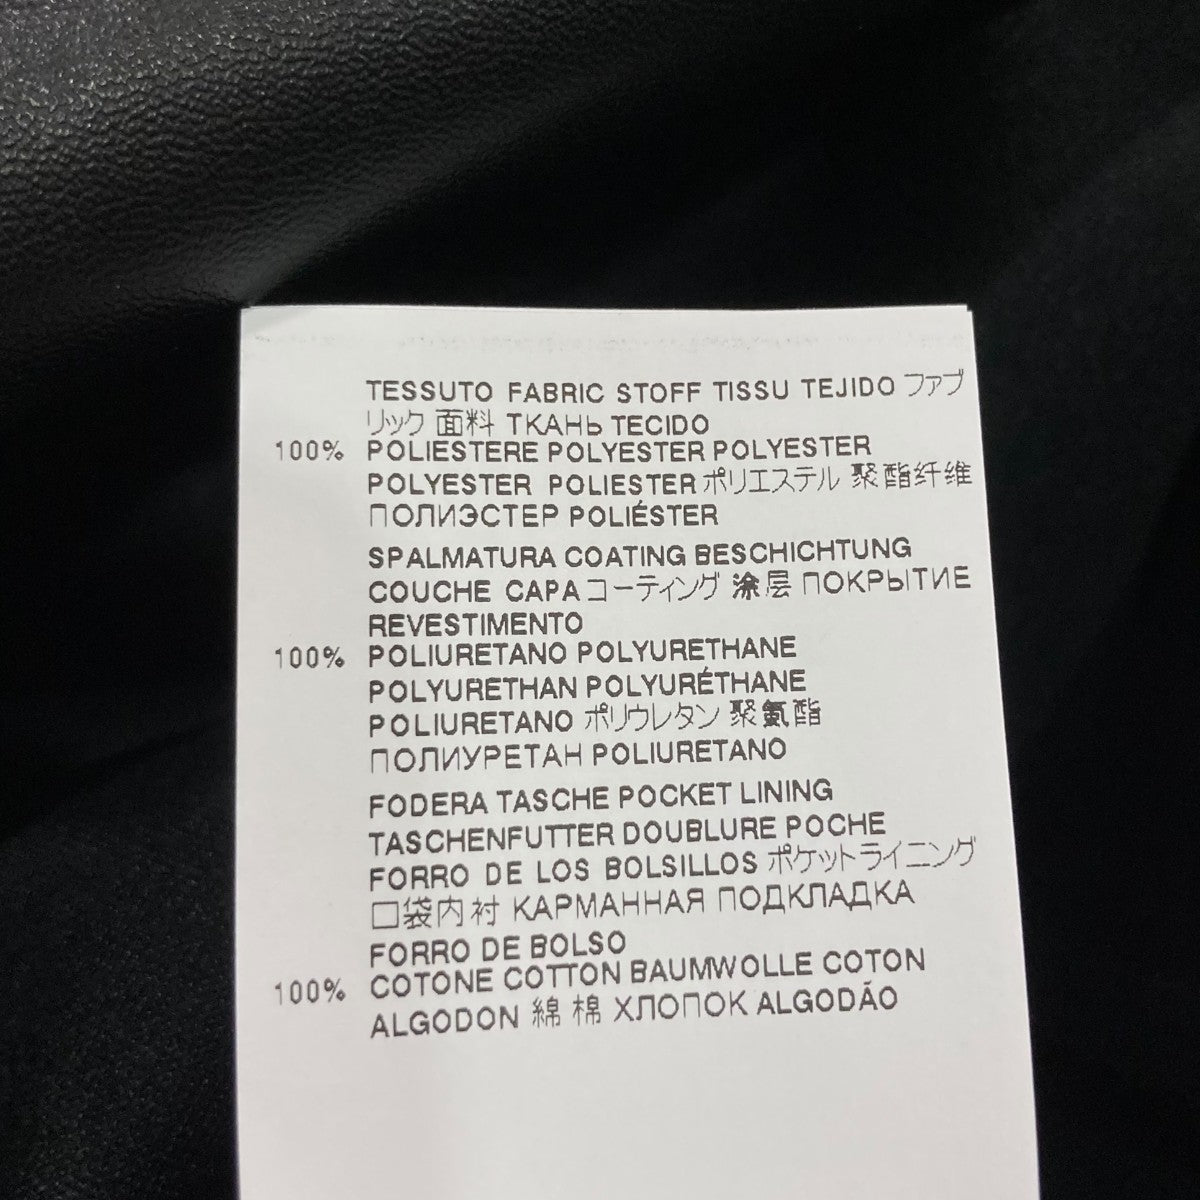 TESSUTO FABRIC STOFF TISSU TEJIDO ファブ
リック 面料 ТКАНЬ TECIDO
100% POLIESTERE POLYESTER POLYESTER
POLYESTER POLIESTER ポリエステル 聚酯纤维
ПОЛИЭСТЕР POLIÉSTER
SPALMATURA COATING BESCHICHTUNG
COUCHE CAPA コーティング 涂层 ПОКРЫТИЕ
REVESTIMENTO
100% POLIURETANO POLYURETHANE
POLYURETHAN POLYURÉTHANE
POLIURETANO ポリウレタン 聚氨酯
ПОЛИУРЕТАН POLIURETANO
FODERA TASCHE POCKET LINING
TASCHENFUTTER DOUBLURE POCHE
FORRO DE LOS BOLSILLOS ポケットライニング
口袋内衬 КАРМАННАЯ ПОДКЛАДКА
FORRO DE BOLSO
100% COTONE COTTON BAUMWOLLE COTON
ALGODON 綿 棉 ХЛОПОК ALGODÃO